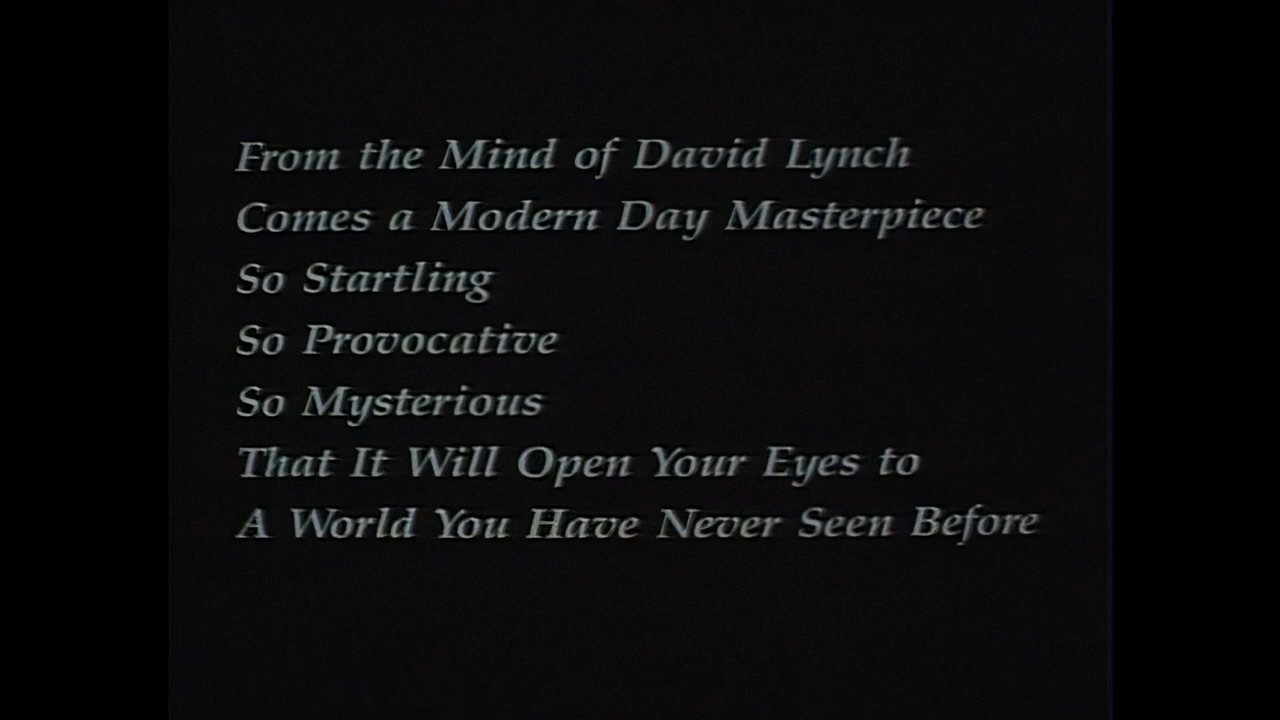 From the Mind of David Lynch
Comes a Modern Day Masterpiece
So Startling
So Provocative
So Mysterious
That It Will Open Your Eyes to
A World You Have Never Seen Before